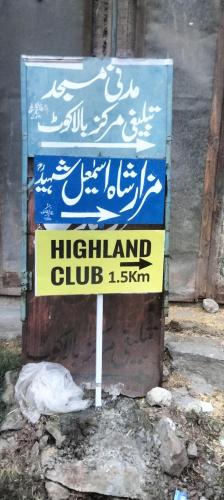 مدنی مسجد
تبلیغی مرکز بالاکوٹ
مزار شاہ اسمٰعیل شہیدؒ
HIGHLAND
CLUB 1.5Km